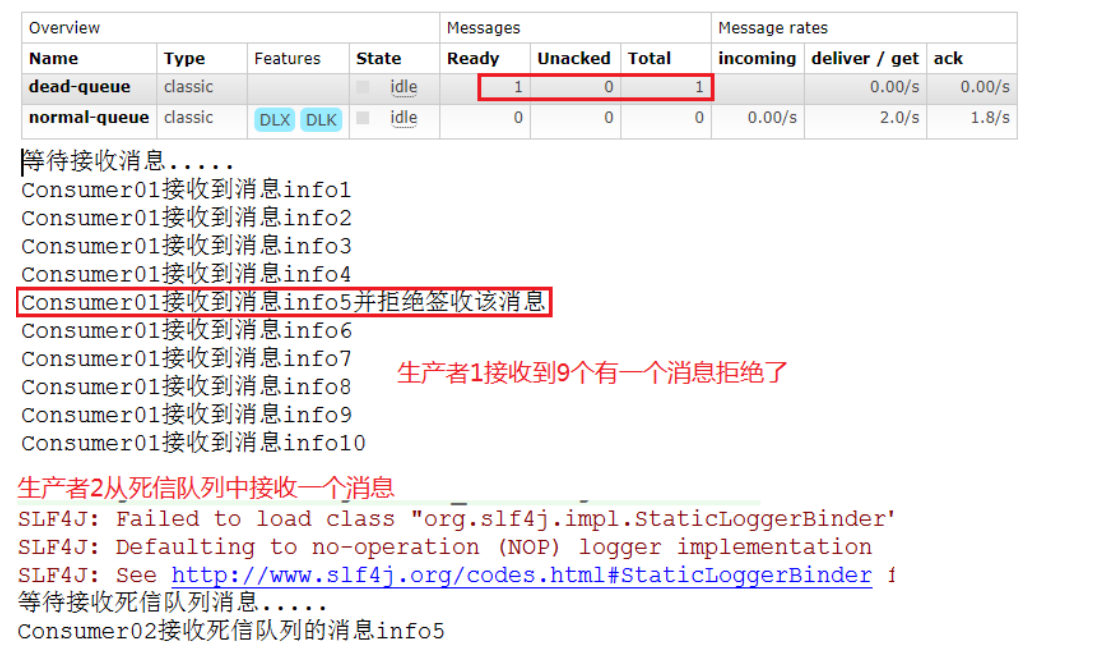 Overview Messages Message rates
Name Type Features State Ready Unacked Total incoming deliver / get ack
dead-queue classic idle 1 0 1 0.00/s 0.00/s
normal-queue classic DLX DLK idle 0 0 0 0.00/s 2.0/s 1.8/s
等待接收消息.....
Consumer01接收到消息info1
Consumer01接收到消息info2
Consumer01接收到消息info3
Consumer01接收到消息info4
Consumer01接收到消息info5并拒绝签收该消息
Consumer01接收到消息info6
Consumer01接收到消息info7
生产者1接收到9个有一个消息拒绝了
Consumer01接收到消息info8
Consumer01接收到消息info9
Consumer01接收到消息info10
生产者2从死信队列中接收一个消息
SLF4J: Failed to load class "org.slf4j.impl.StaticLoggerBinder"
SLF4J: Defaulting to no-operation (NOP) logger implementation
SLF4J: See http://www.slf4j.org/codes.html#StaticLoggerBinder
等待接收死信队列消息.....
Consumer02接收死信队列的消息info5